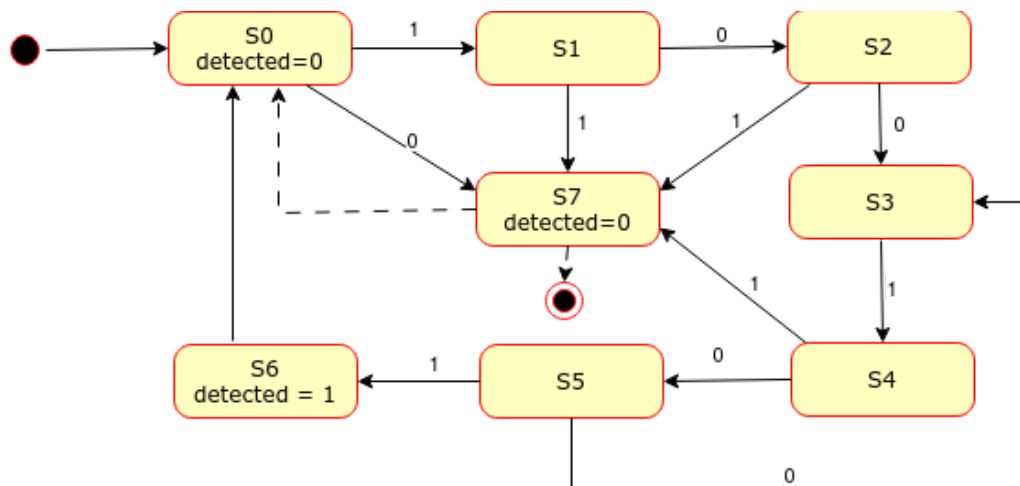 S0
detected=0
1
S1
0
S2
0
1
1
0
S7
detected=0
S3
1
1
S6
detected = 1
1
S5
0
S4
0